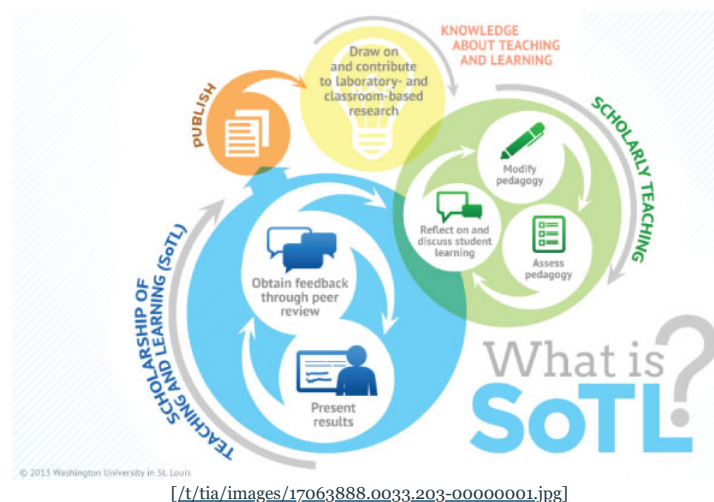 KNOWLEDGE
ABOUT TEACHING
AND LEARNING
Draw on
and contribute
to laboratory- and
classroom-based
research
PUBLISH
SCHOLARLY TEACHING
Modify
pedagogy
Reflect on and
discuss student
learning
Assess
pedagogy
SCHOLARSHIP OF
TEACHING AND LEARNING (SoTL)
Obtain feedback
through peer
review
Present
results
What is
SoTL?
© 2013 Washington University in St. Louis
[/t/tia/images/17063888.0033.203-00000001.jpg]